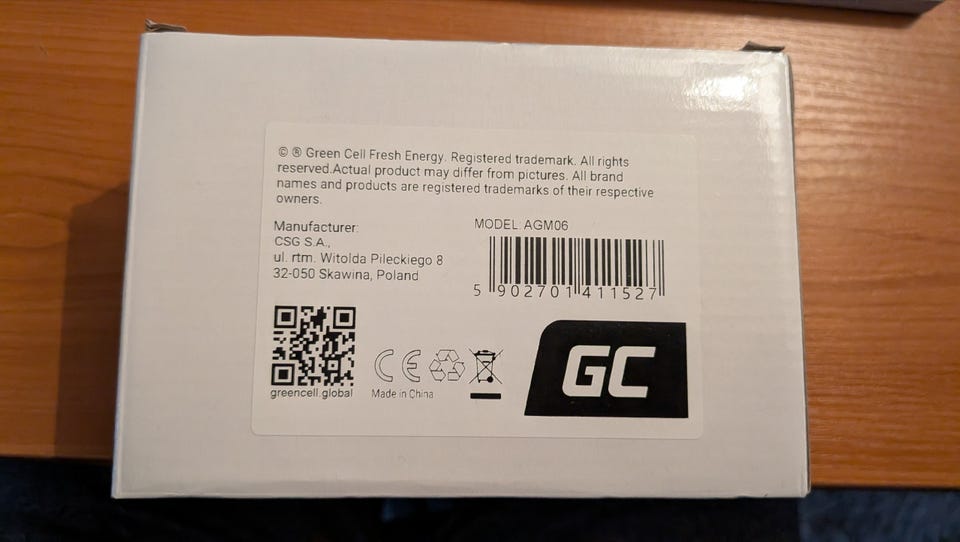 © ® Green Cell Fresh Energy. Registered trademark. All rights
reserved.Actual product may differ from pictures. All brand
names and products are registered trademarks of their respective
owners.
Manufacturer:
CSG S.A.,
ul. rtm. Witolda Pileckiego 8
32-050 Skawina, Poland
MODEL: AGM06
5 902701 411527
greencell.global
CE
Made in China
GC